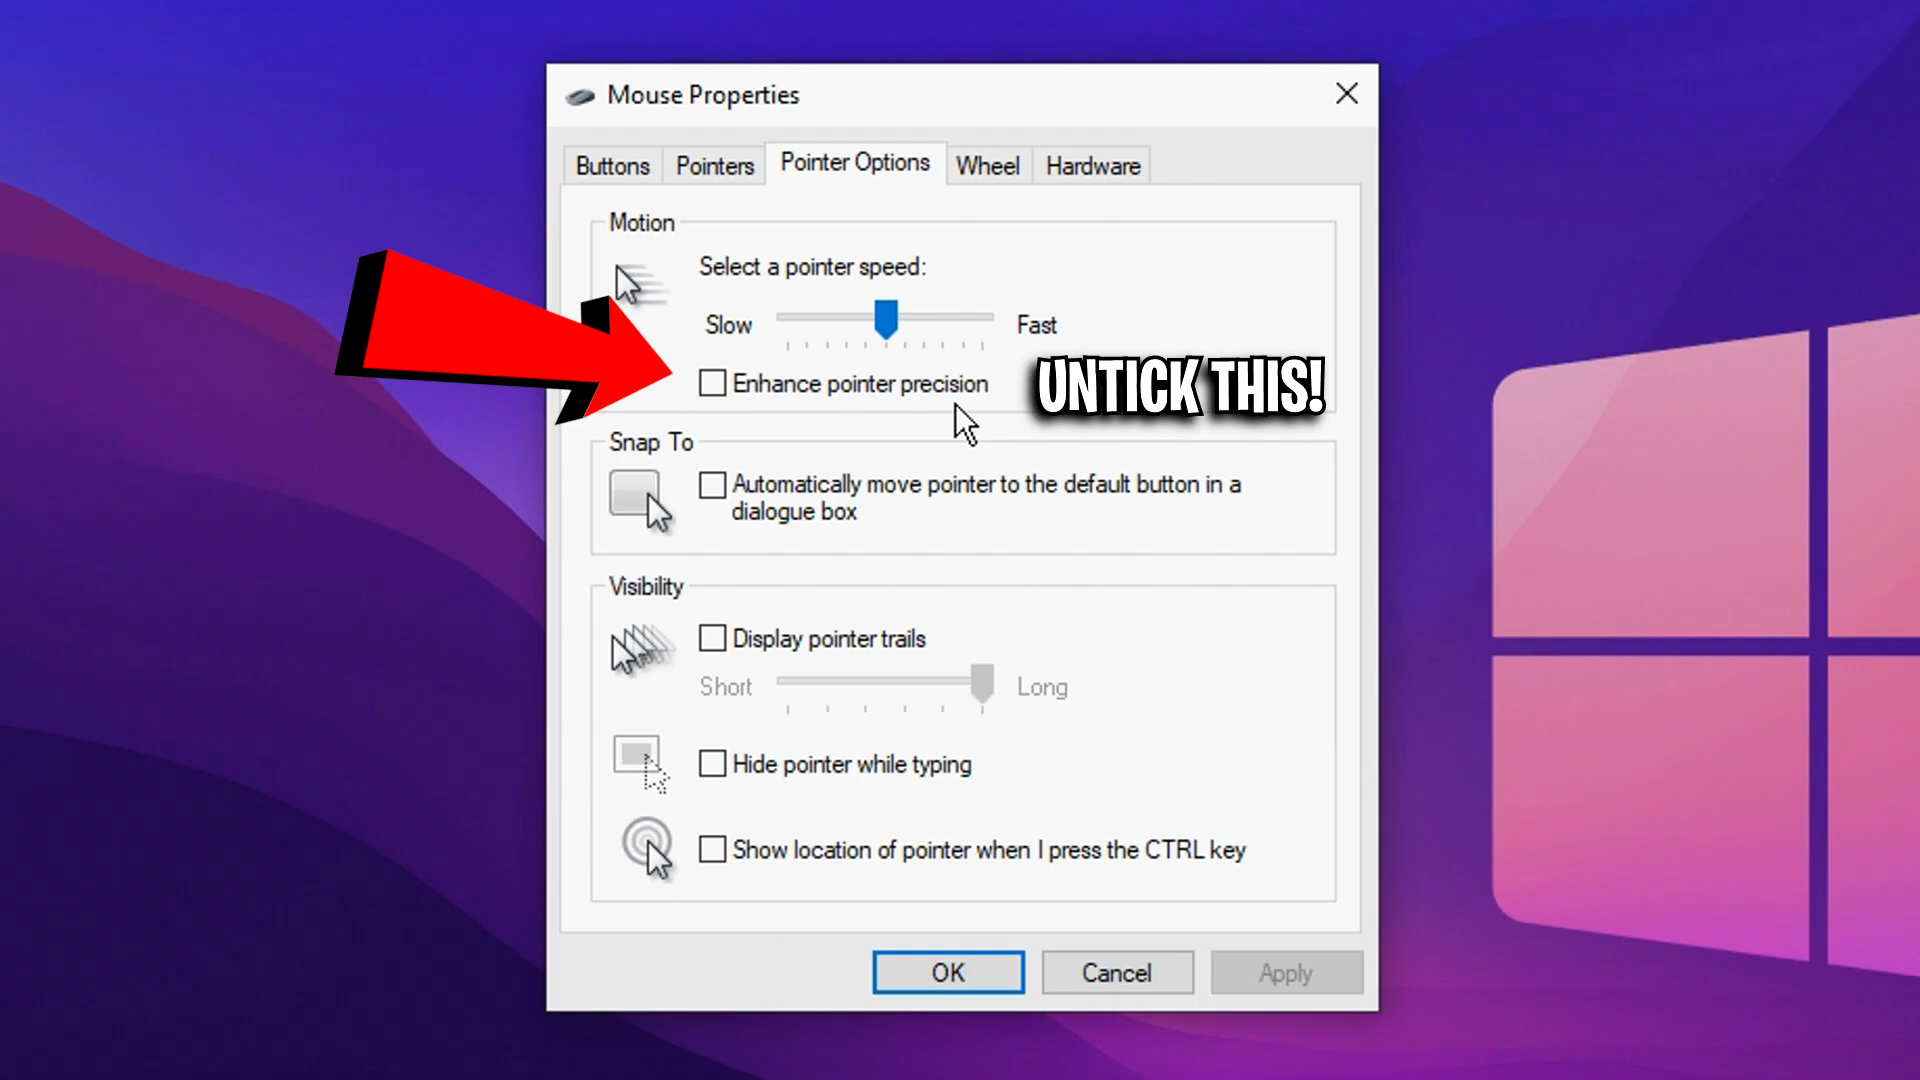 Mouse Properties
Buttons Pointers Pointer Options Wheel Hardware
Motion
Select a pointer speed:
Slow Fast
Enhance pointer precision
UNTICK THIS!
Snap To
Automatically move pointer to the default button in a
dialogue box
Visibility
Display pointer trails
Short Long
Hide pointer while typing
Show location of pointer when I press the CTRL key
OK Cancel Apply